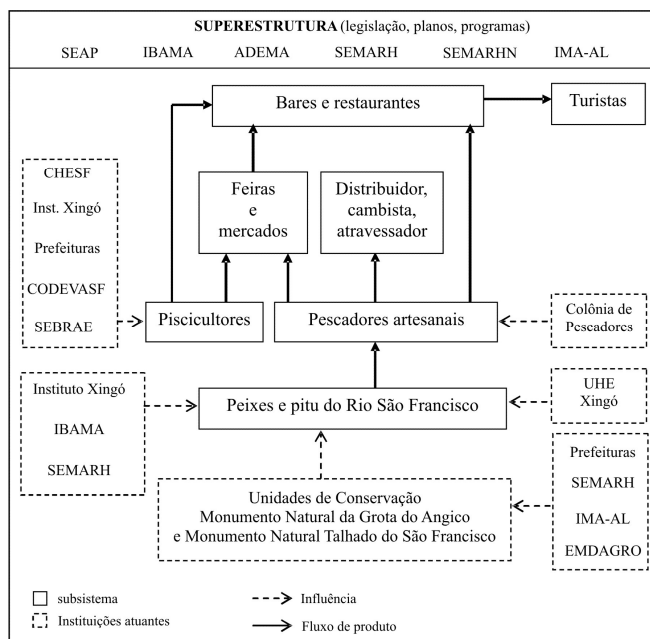 SUPERESTRUTURA (legislação, planos, programas)
SEAP IBAMA ADEMA SEMARH SEMARHN IMA-AL
Bares e restaurantes
Turistas
CHESF
Inst. Xingó
Prefeituras
CODEVASF
SEBRAE
Feiras
e
mercados
Distribuidor,
cambista,
atravessador
Piscicultores
Pescadores artesanais
Colônia de
Pescadores
Instituto Xingó
IBAMA
SEMARH
Peixes e pitu do Rio São Francisco
UHE
Xingó
Unidades de Conservação
Monumento Natural da Grota do Angico
e Monumento Natural Talhado do São Francisco
Prefeituras
SEMARH
IMA-AL
EMDAGRO
subsistema
Instituições atuantes
Influência
Fluxo de produto